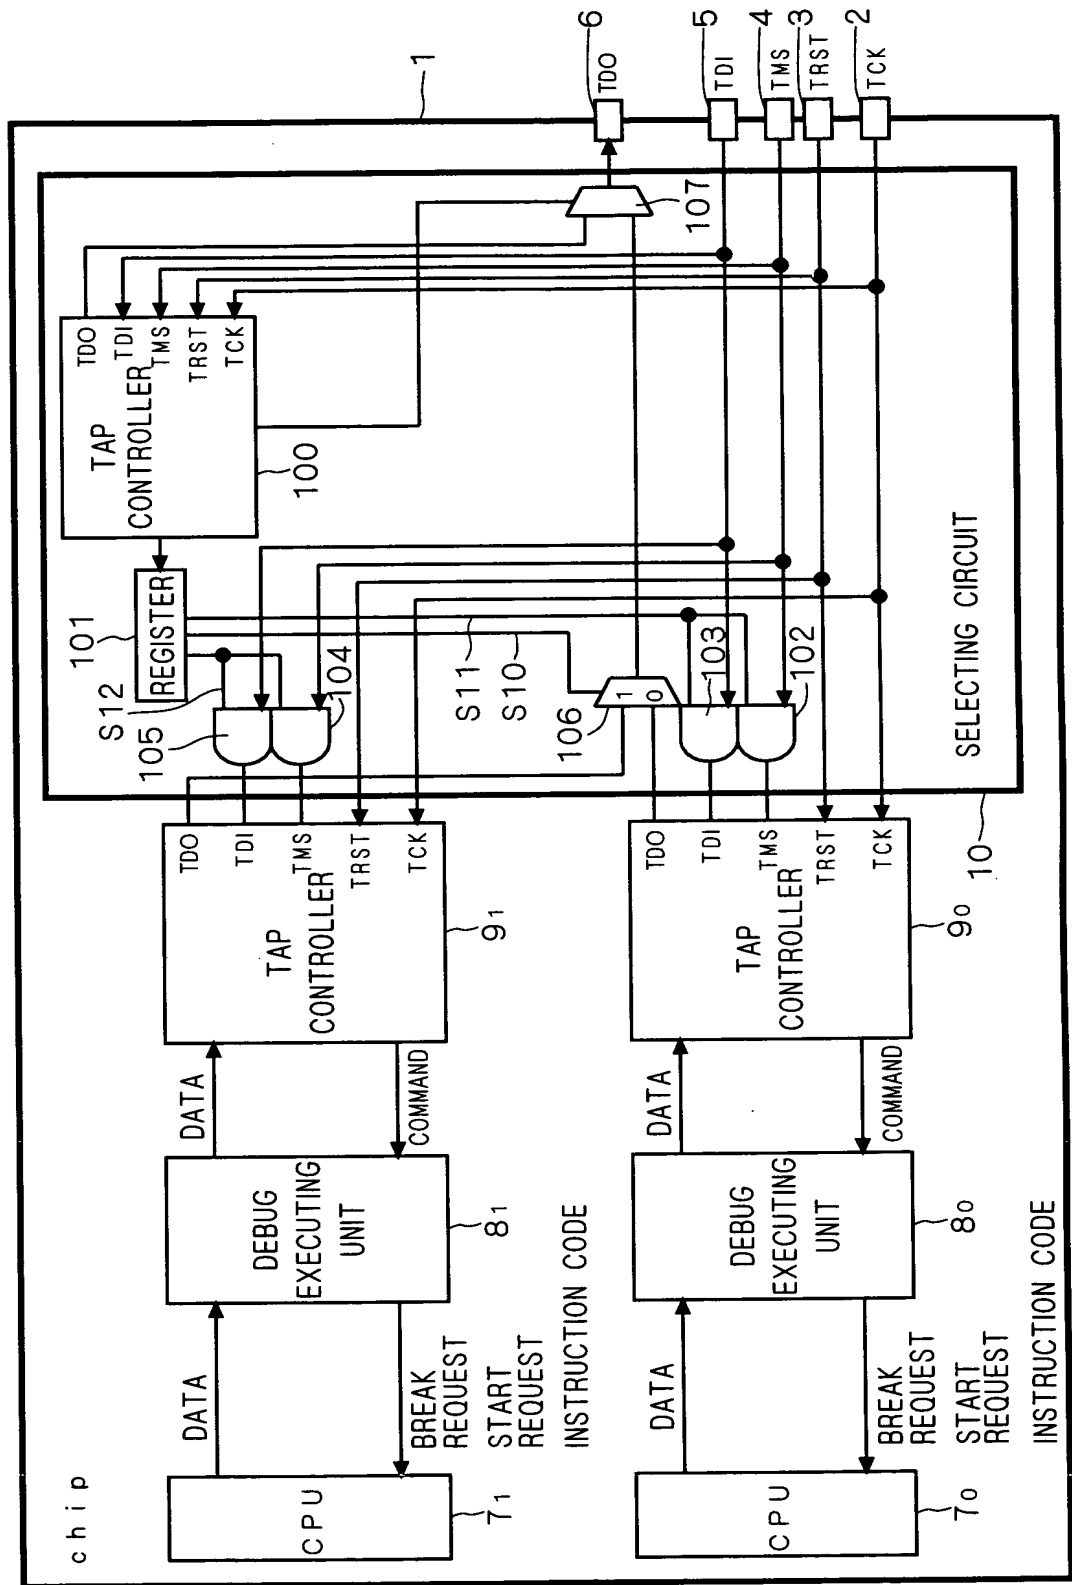 chip
CPU
7₁
DATA
BREAK
REQUEST
START
REQUEST
INSTRUCTION CODE
DEBUG
EXECUTING
UNIT
8₁
DATA
COMMAND
TAP
CONTROLLER
TDO
TDI
TMS
TRST
TCK
9₁
CPU
7₀
DATA
BREAK
REQUEST
START
REQUEST
INSTRUCTION CODE
DEBUG
EXECUTING
UNIT
8₀
DATA
COMMAND
TAP
CONTROLLER
TDO
TDI
TMS
TRST
TCK
9₀
10
SELECTING CIRCUIT
105
104
S12
101
REGISTER
S11
S10
106
1
0
103
102
TAP
CONTROLLER
TDO
TDI
TMS
TRST
TCK
100
107
1
6
TDO
5
TDI
4
TMS
3
TRST
2
TCK